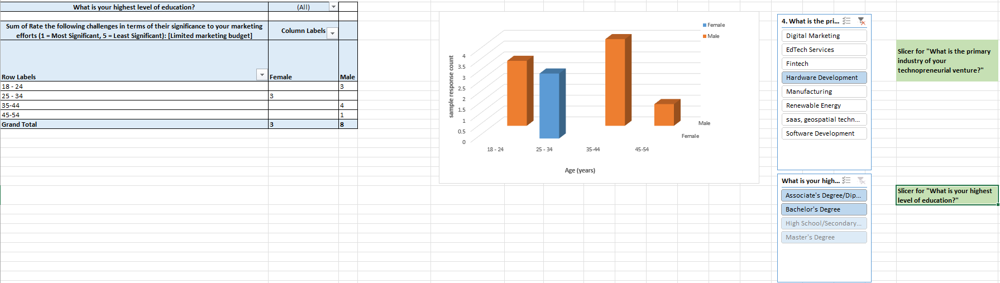 What is your highest level of education? (All)
Sum of Rate the following challenges in terms of their significance to your marketing
efforts (1 = Most Significant, 5 = Least Significant): [Limited marketing budget]
Column Labels
Row Labels Female Male
18 - 24 3
25 - 34 3
35-44 4
45-54 1
Grand Total 3 8
Female
Male
sample response count
4
3.5
3
2.5
2
1.5
1
0.5
0
Male
Female
18 - 24 25 - 34 35-44 45-54
Age (years)
4. What is the pri...
Digital Marketing
EdTech Services
Fintech
Hardware Development
Manufacturing
Renewable Energy
saas, geospatial techn...
Software Development
Slicer for "What is the primary
industry of your
technopreneurial venture?"
What is your high...
Associate's Degree/Dip...
Bachelor's Degree
High School/Secondary...
Master's Degree
Slicer for "What is your highest
level of education?"